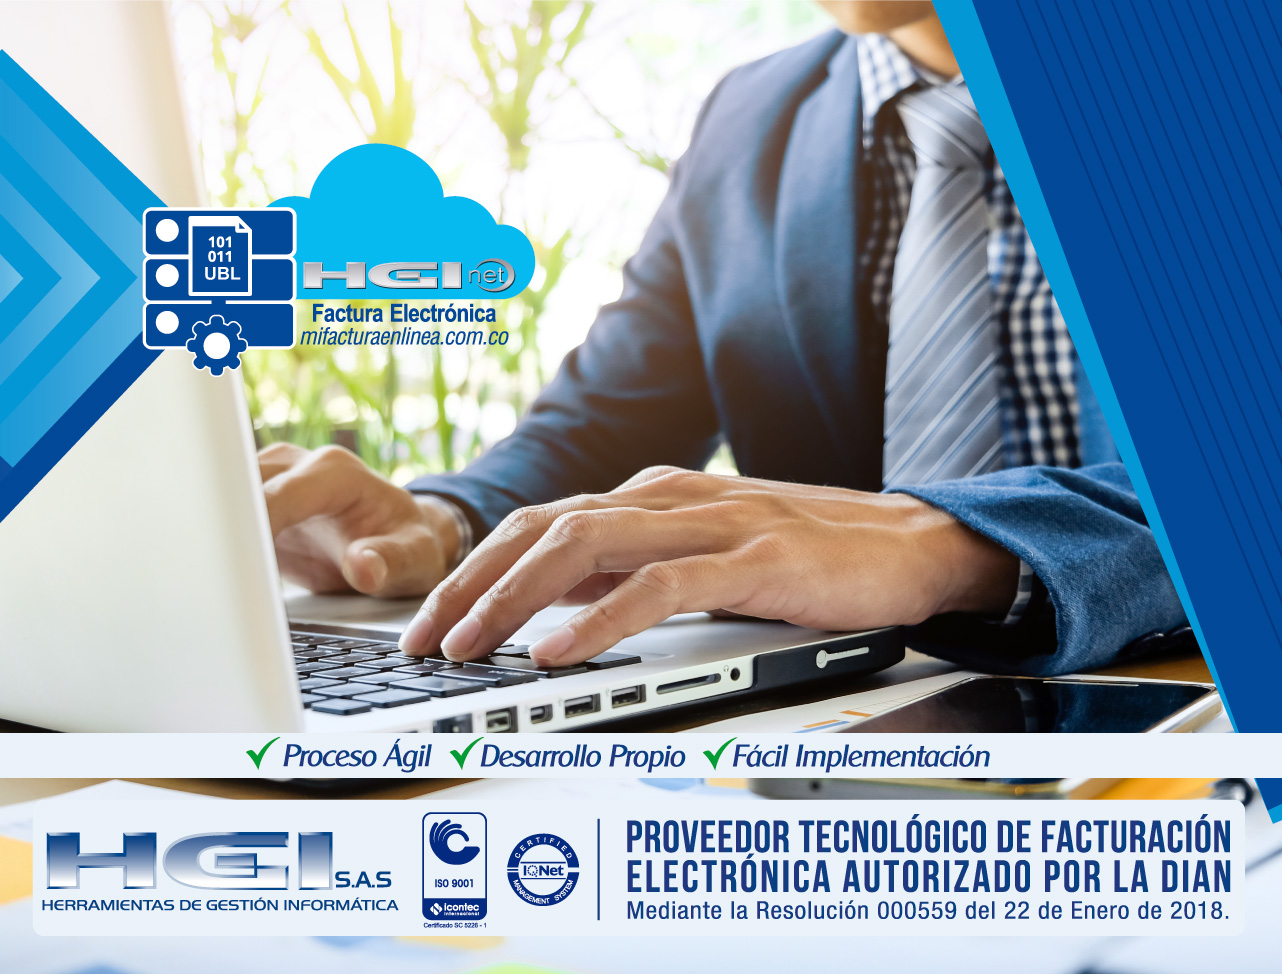 101
011
UBL
HGI net
Factura Electrónica
mifacturaenlinea.com.co
Proceso Ágil Desarrollo Propio Fácil Implementación
HGI S.A.S
HERRAMIENTAS DE GESTIÓN INFORMÁTICA
ISO 9001
icontec
internacional
Certificado SC 5226 - 1
CERTIFIED
IQNet
MANAGEMENT SYSTEM
PROVEEDOR TECNOLÓGICO DE FACTURACIÓN
ELECTRÓNICA AUTORIZADO POR LA DIAN
Mediante la Resolución 000559 del 22 de Enero de 2018.